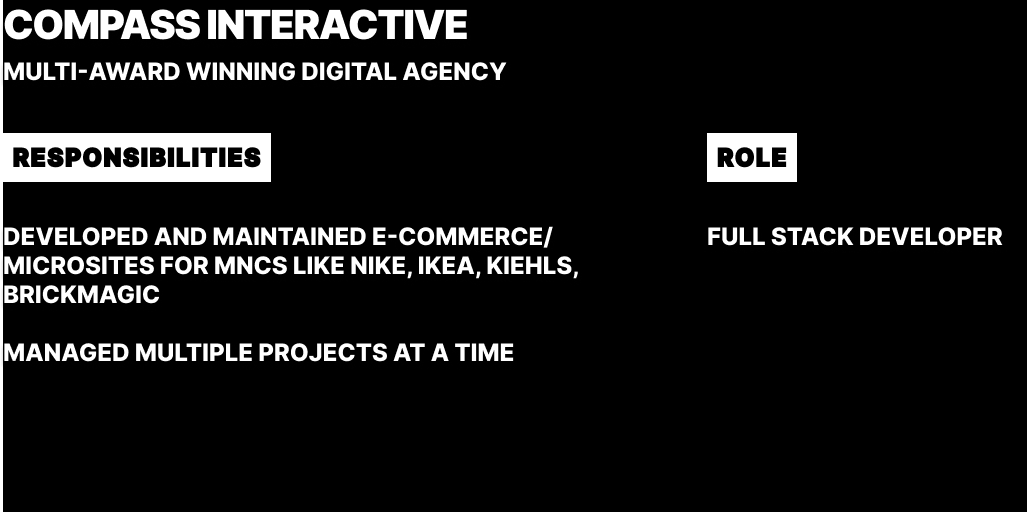 COMPASS INTERACTIVE
MULTI-AWARD WINNING DIGITAL AGENCY
RESPONSIBILITIES
DEVELOPED AND MAINTAINED E-COMMERCE/
MICROSITES FOR MNCS LIKE NIKE, IKEA, KIEHLS,
BRICKMAGIC
MANAGED MULTIPLE PROJECTS AT A TIME
ROLE
FULL STACK DEVELOPER